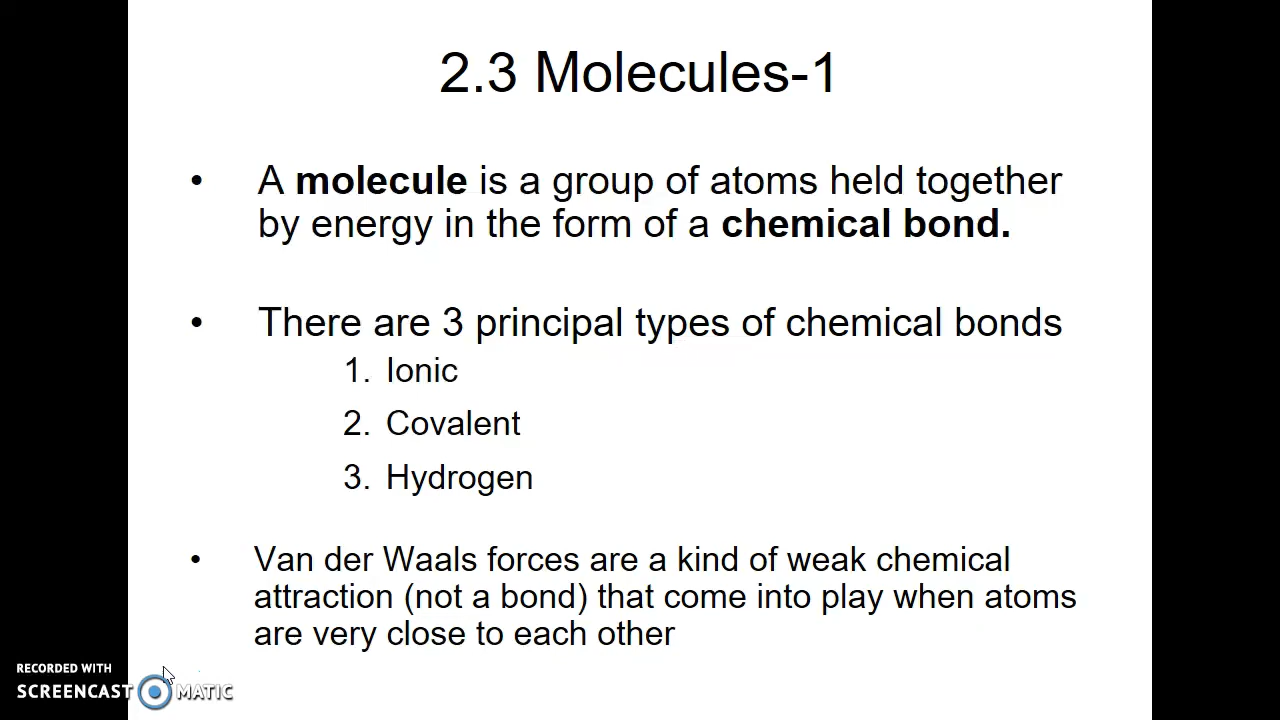 2.3 Molecules-1
• A molecule is a group of atoms held together
by energy in the form of a chemical bond.
• There are 3 principal types of chemical bonds
1. Ionic
2. Covalent
3. Hydrogen
• Van der Waals forces are a kind of weak chemical
attraction (not a bond) that come into play when atoms
are very close to each other
RECORDED WITH
SCREENCAST MATIC